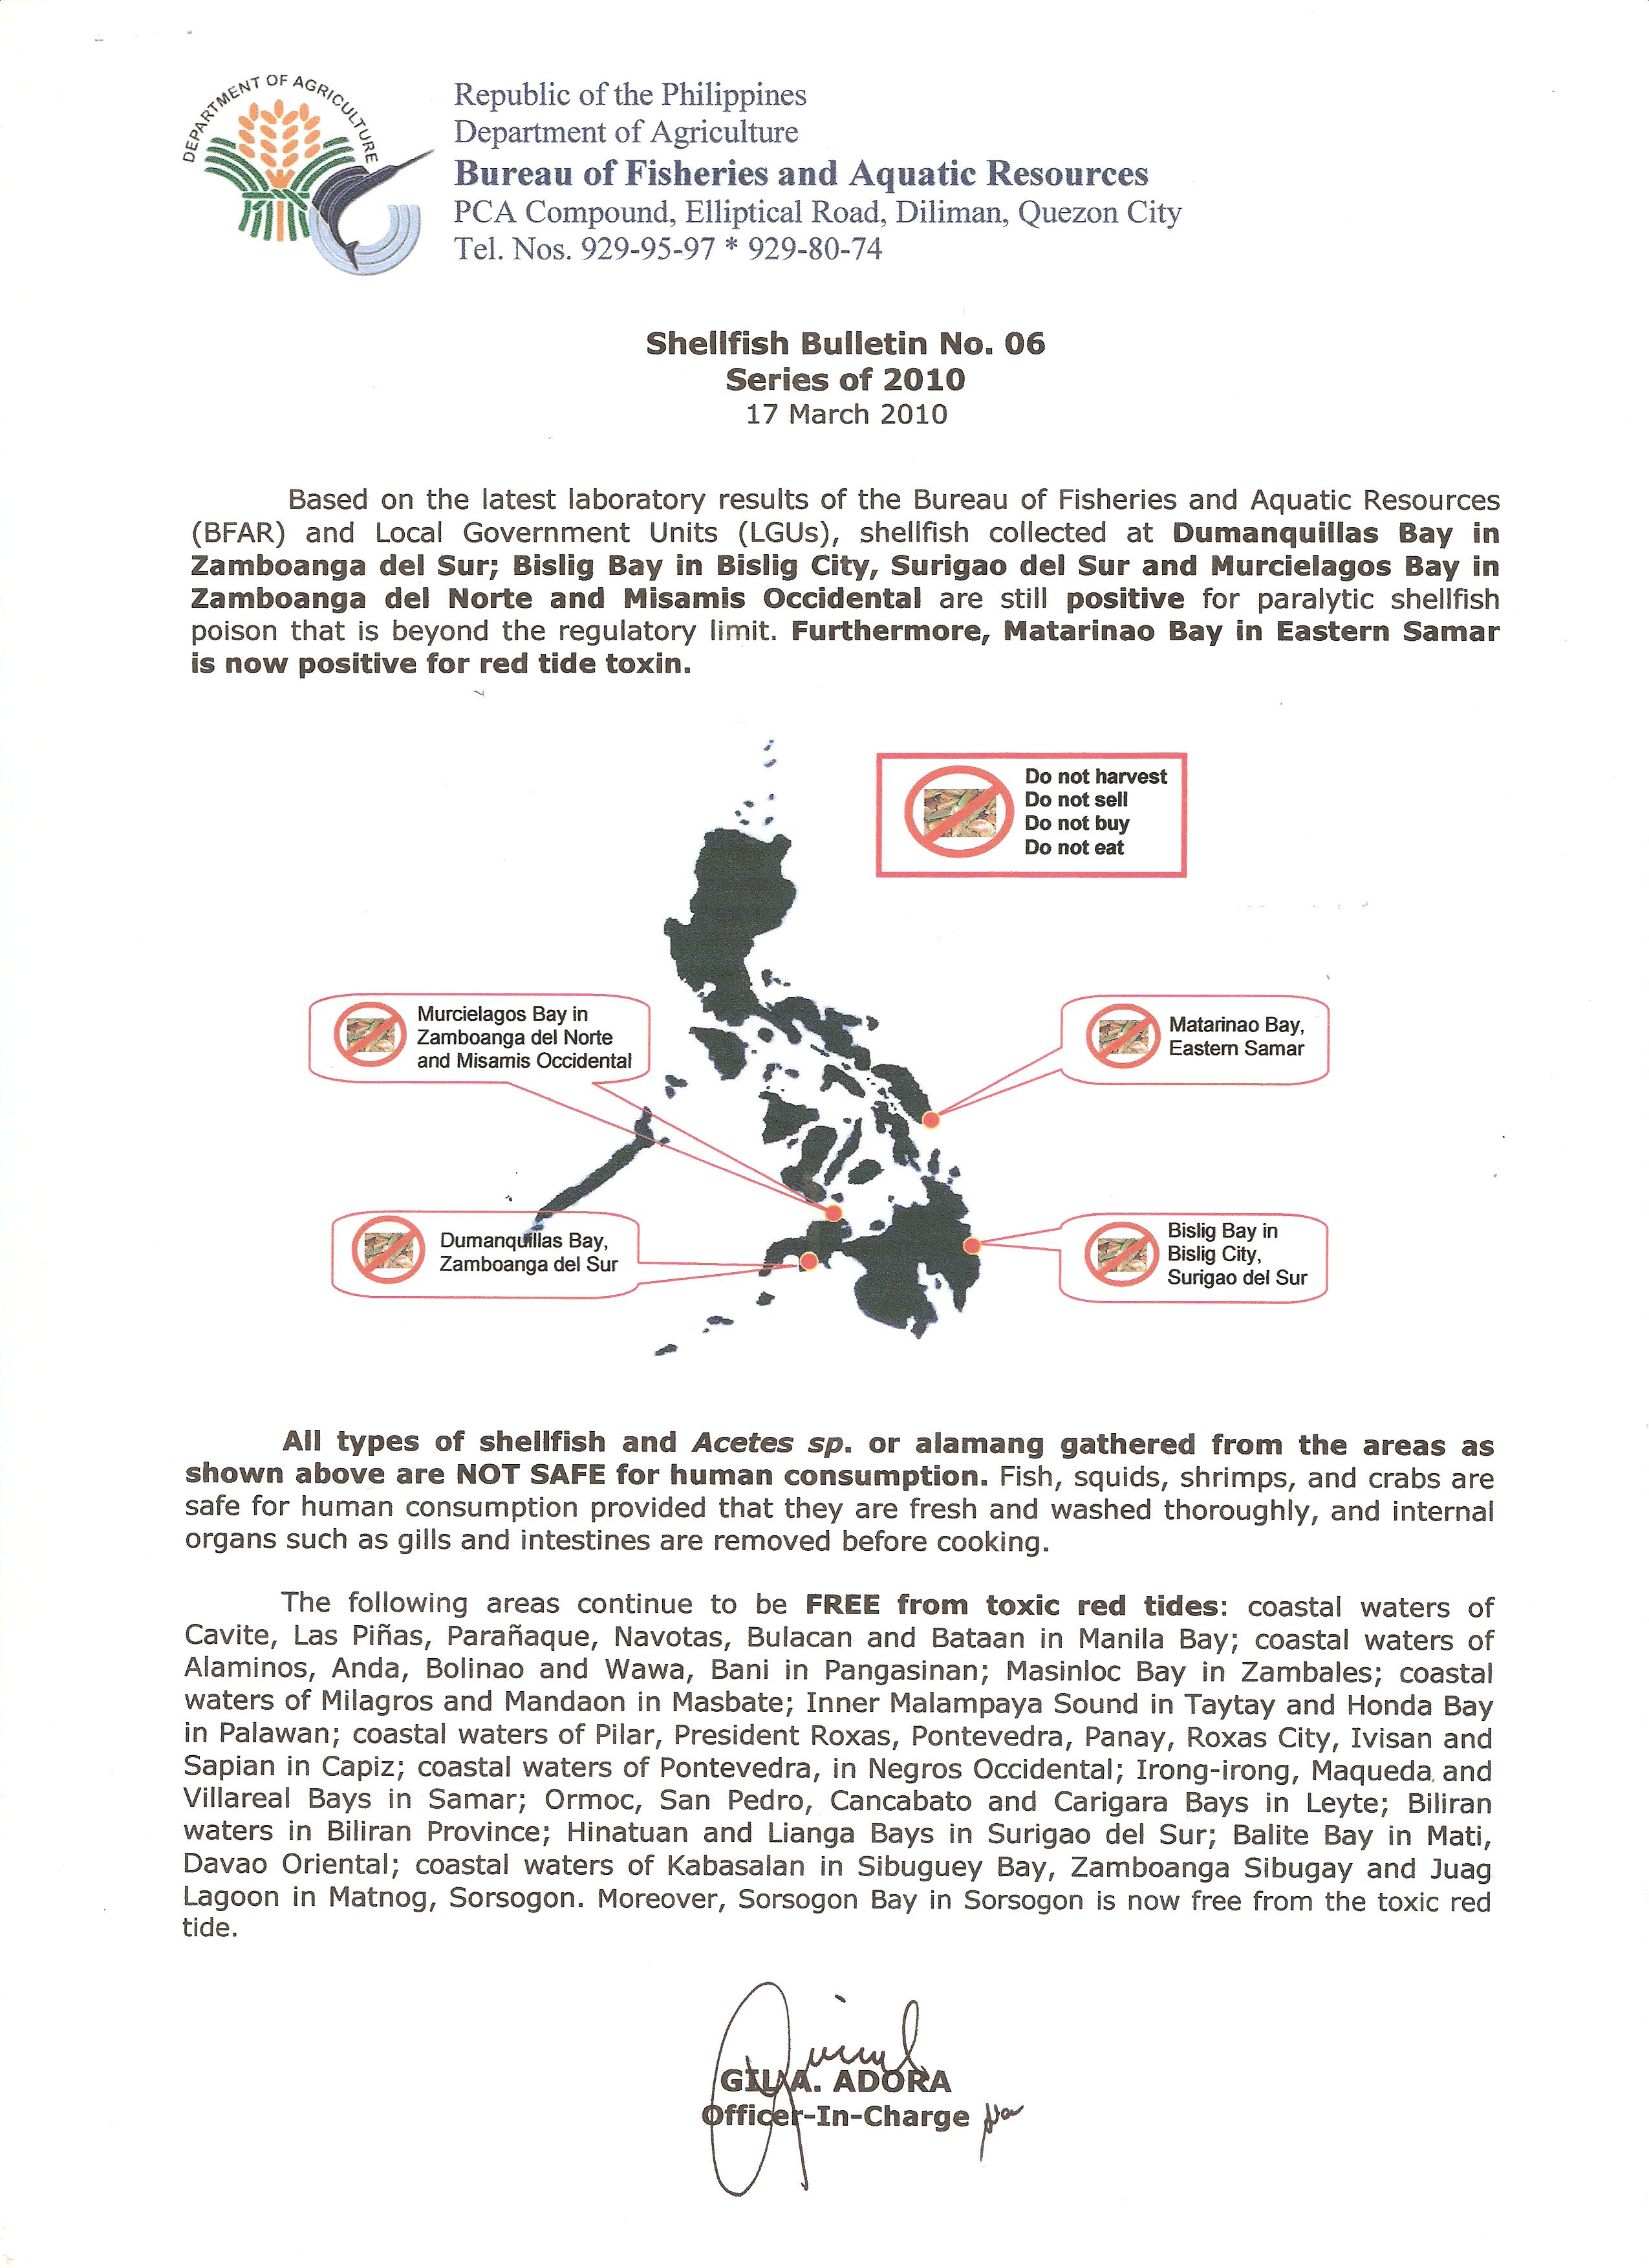 DEPARTMENT OF AGRICULTURE
Republic of the Philippines
Department of Agriculture
Bureau of Fisheries and Aquatic Resources
PCA Compound, Elliptical Road, Diliman, Quezon City
Tel. Nos. 929-95-97 * 929-80-74
Shellfish Bulletin No. 06
Series of 2010
17 March 2010
Based on the latest laboratory results of the Bureau of Fisheries and Aquatic Resources
(BFAR) and Local Government Units (LGUs), shellfish collected at Dumanquillas Bay in
Zamboanga del Sur; Bislig Bay in Bislig City, Surigao del Sur and Murcielagos Bay in
Zamboanga del Norte and Misamis Occidental are still positive for paralytic shellfish
poison that is beyond the regulatory limit. Furthermore, Matarinao Bay in Eastern Samar
is now positive for red tide toxin.
Do not harvest
Do not sell
Do not buy
Do not eat
Murcielagos Bay in
Zamboanga del Norte
and Misamis Occidental
Matarinao Bay,
Eastern Samar
Dumanquillas Bay,
Zamboanga del Sur
Bislig Bay in
Bislig City,
Surigao del Sur
All types of shellfish and Acetes sp. or alamang gathered from the areas as
shown above are NOT SAFE for human consumption. Fish, squids, shrimps, and crabs are
safe for human consumption provided that they are fresh and washed thoroughly, and internal
organs such as gills and intestines are removed before cooking.
The following areas continue to be FREE from toxic red tides: coastal waters of
Cavite, Las Piñas, Parañaque, Navotas, Bulacan and Bataan in Manila Bay; coastal waters of
Alaminos, Anda, Bolinao and Wawa, Bani in Pangasinan; Masinloc Bay in Zambales; coastal
waters of Milagros and Mandaon in Masbate; Inner Malampaya Sound in Taytay and Honda Bay
in Palawan; coastal waters of Pilar, President Roxas, Pontevedra, Panay, Roxas City, Ivisan and
Sapian in Capiz; coastal waters of Pontevedra, in Negros Occidental; Irong-irong, Maqueda and
Villareal Bays in Samar; Ormoc, San Pedro, Cancabato and Carigara Bays in Leyte; Biliran
waters in Biliran Province; Hinatuan and Lianga Bays in Surigao del Sur; Balite Bay in Mati,
Davao Oriental; coastal waters of Kabasalan in Sibuguey Bay, Zamboanga Sibugay and Juag
Lagoon in Matnog, Sorsogon. Moreover, Sorsogon Bay in Sorsogon is now free from the toxic red
tide.
GIL A. ADORA
Officer-In-Charge